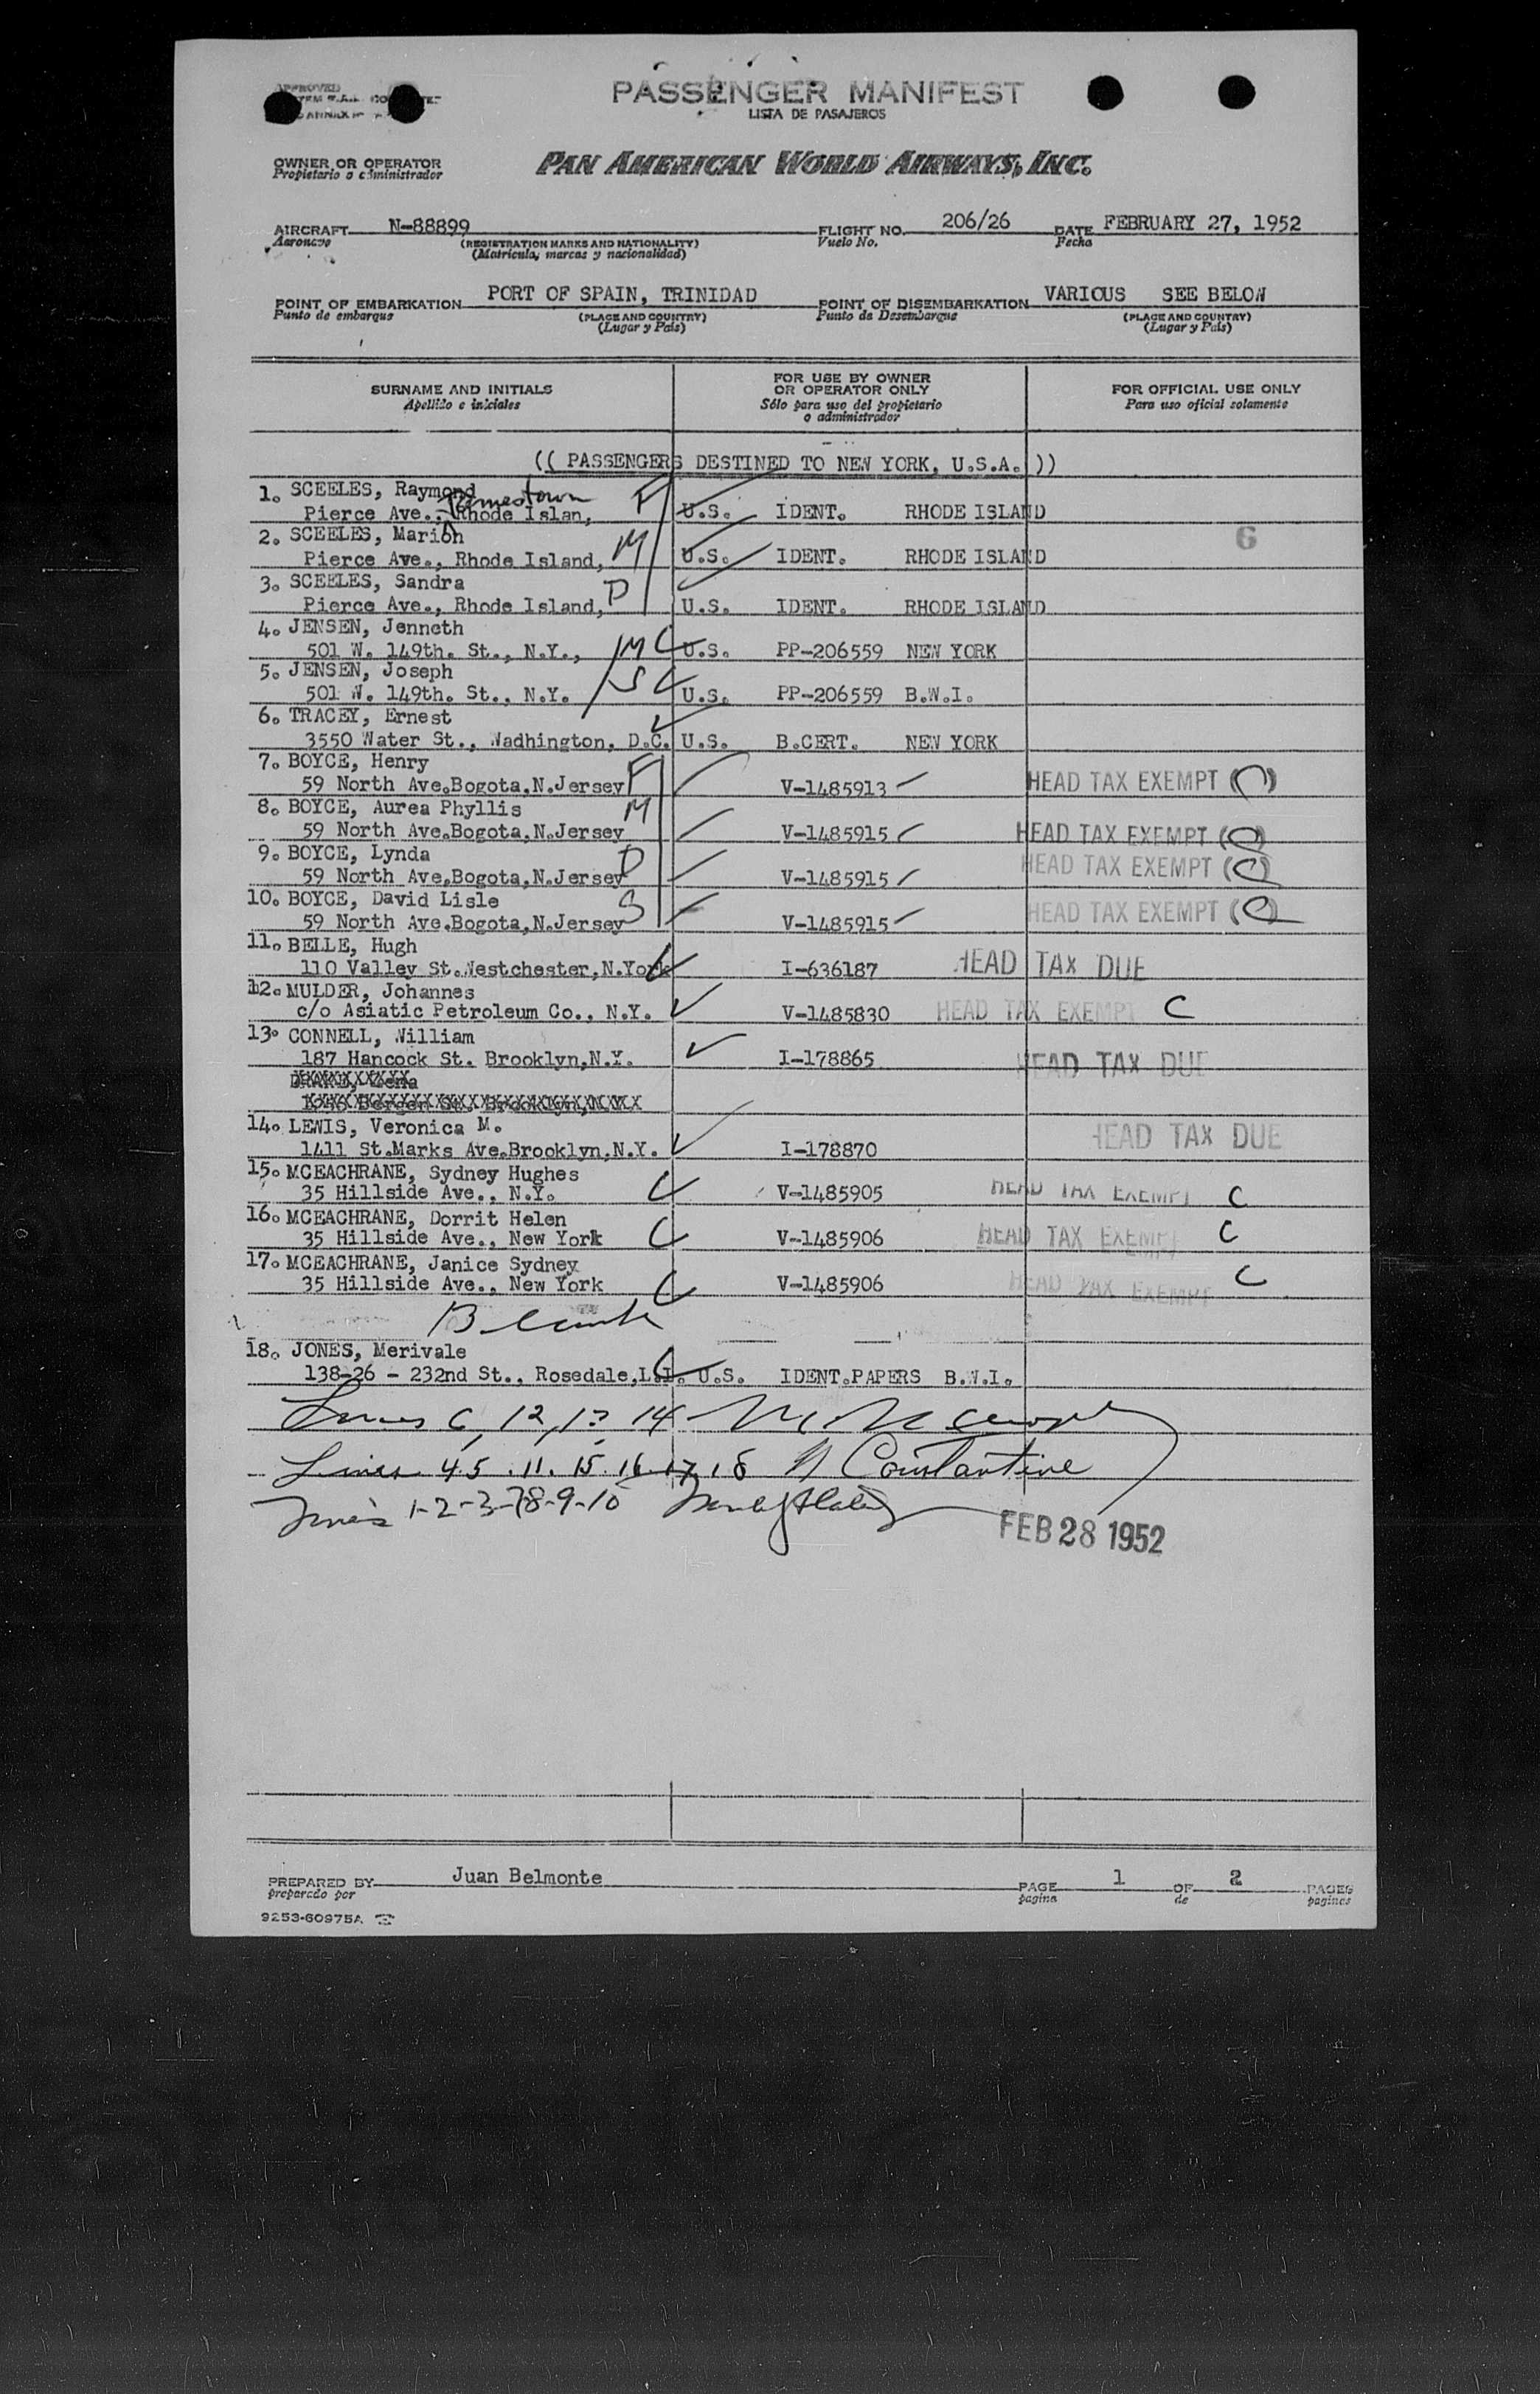 APPROVED
PASSENGER MANIFEST
LISTA DE PASAJEROS
OWNER OR OPERATOR
Propietario o administrador
PAN AMERICAN WORLD AIRWAYS, INC.
AIRCRAFT N-88899 FLIGHT NO. 206/26 DATE FEBRUARY 27, 1952
Aeronave (REGISTRATION MARKS AND NATIONALITY) Vuelo No. Fecha
(Matricula, marcas y nacionalidad)
POINT OF EMBARKATION PORT OF SPAIN, TRINIDAD POINT OF DISEMBARKATION VARIOUS SEE BELOW
Punto de embarque (PLACE AND COUNTRY) Punto de Desembarque (PLACE AND COUNTRY)
(Lugar y País) (Lugar y País)
SURNAME AND INITIALS FOR USE BY OWNER OR OPERATOR ONLY FOR OFFICIAL USE ONLY
Apellido e iniciales Sólo para uso del propietario o administrador Para uso oficial solamente
(( PASSENGERS DESTINED TO NEW YORK, U.S.A. ))
1. SCEELES, Raymond
Jamestown F
Pierce Ave., Rhode Islan, U.S. IDENT. RHODE ISLAND
2. SCEELES, Marion
Pierce Ave., Rhode Island, M U.S. IDENT. RHODE ISLAND 6
3. SCEELES, Sandra
Pierce Ave., Rhode Island, D U.S. IDENT. RHODE ISLAND
4. JENSEN, Jenneth
501 W. 149th. St., N.Y., M U.S. PP-206559 NEW YORK
5. JENSEN, Joseph
501 W. 149th. St., N.Y. S U.S. PP-206559 B.W.I.
6. TRACEY, Ernest
3550 Water St., Wadhington, D.C. U.S. B.CERT. NEW YORK
7. BOYCE, Henry
59 North Ave.Bogota,N.Jersey F V-1485913 HEAD TAX EXEMPT (C)
8. BOYCE, Aurea Phyllis
59 North Ave.Bogota,N.Jersey M V-1485915 HEAD TAX EXEMPT (C)
9. BOYCE, Lynda
59 North Ave.Bogota,N.Jersey D V-1485915 HEAD TAX EXEMPT (C)
10. BOYCE, David Lisle
59 North Ave.Bogota,N.Jersey S V-1485915 HEAD TAX EXEMPT (C)
11. BELLE, Hugh
110 Valley St.Westchester,N.York I-636187 HEAD TAX DUE
12. MULDER, Johannes
c/o Asiatic Petroleum Co., N.Y. V-1485830 HEAD TAX EXEMPT C
13. CONNELL, William
187 Hancock St. Brooklyn,N.Y. I-178865 HEAD TAX DUE
14. LEWIS, Veronica M.
1411 St.Marks Ave.Brooklyn,N.Y. I-178870 HEAD TAX DUE
15. MCEACHRANE, Sydney Hughes
35 Hillside Ave., N.Y. V-1485905 HEAD TAX EXEMPT C
16. MCEACHRANE, Dorrit Helen
35 Hillside Ave., New York V-1485906 HEAD TAX EXEMPT C
17. MCEACHRANE, Janice Sydney
35 Hillside Ave., New York V-1485906 HEAD TAX EXEMPT C
Blank
18. JONES, Merivale
138-26 - 232nd St., Rosedale,L.I. U.S. IDENT.PAPERS B.W.I.
Lines 6, 12, 13 14
Lines 4 5 . 11. 15 16 17 18 Constantine
Lines 1-2-3-78-9-10
FEB 28 1952
PREPARED BY Juan Belmonte PAGE 1 OF 2 PAGES
preparado por pagina de paginas
9253-60975A